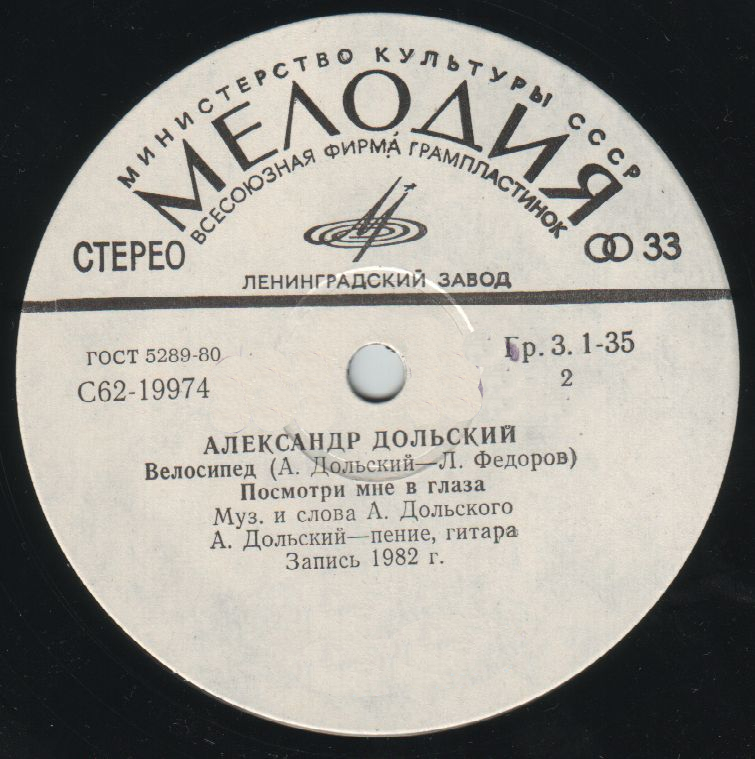 МИНИСТЕРСТВО КУЛЬТУРЫ СССР
МЕЛОДИЯ
ВСЕСОЮЗНАЯ ФИРМА ГРАМПЛАСТИНОК
СТЕРЕО
33
ЛЕНИНГРАДСКИЙ ЗАВОД
ГОСТ 5289-80
Гр. 3. 1-35
С62-19974
2
АЛЕКСАНДР ДОЛЬСКИЙ
Велосипед (А. Дольский—Л. Федоров)
Посмотри мне в глаза
Муз. и слова А. Дольского
А. Дольский—пение, гитара
Запись 1982 г.